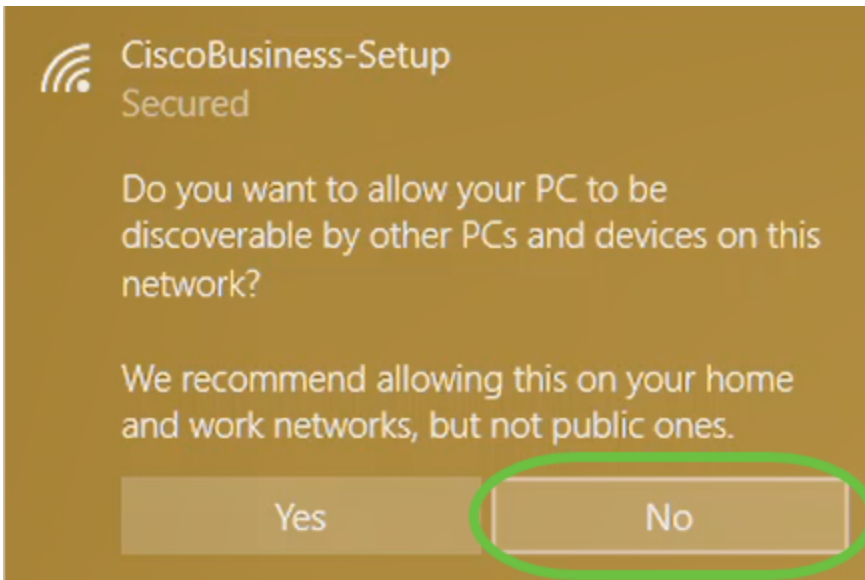 CiscoBusiness-Setup
Secured
Do you want to allow your PC to be
discoverable by other PCs and devices on this
network?
We recommend allowing this on your home
and work networks, but not public ones.
Yes
No